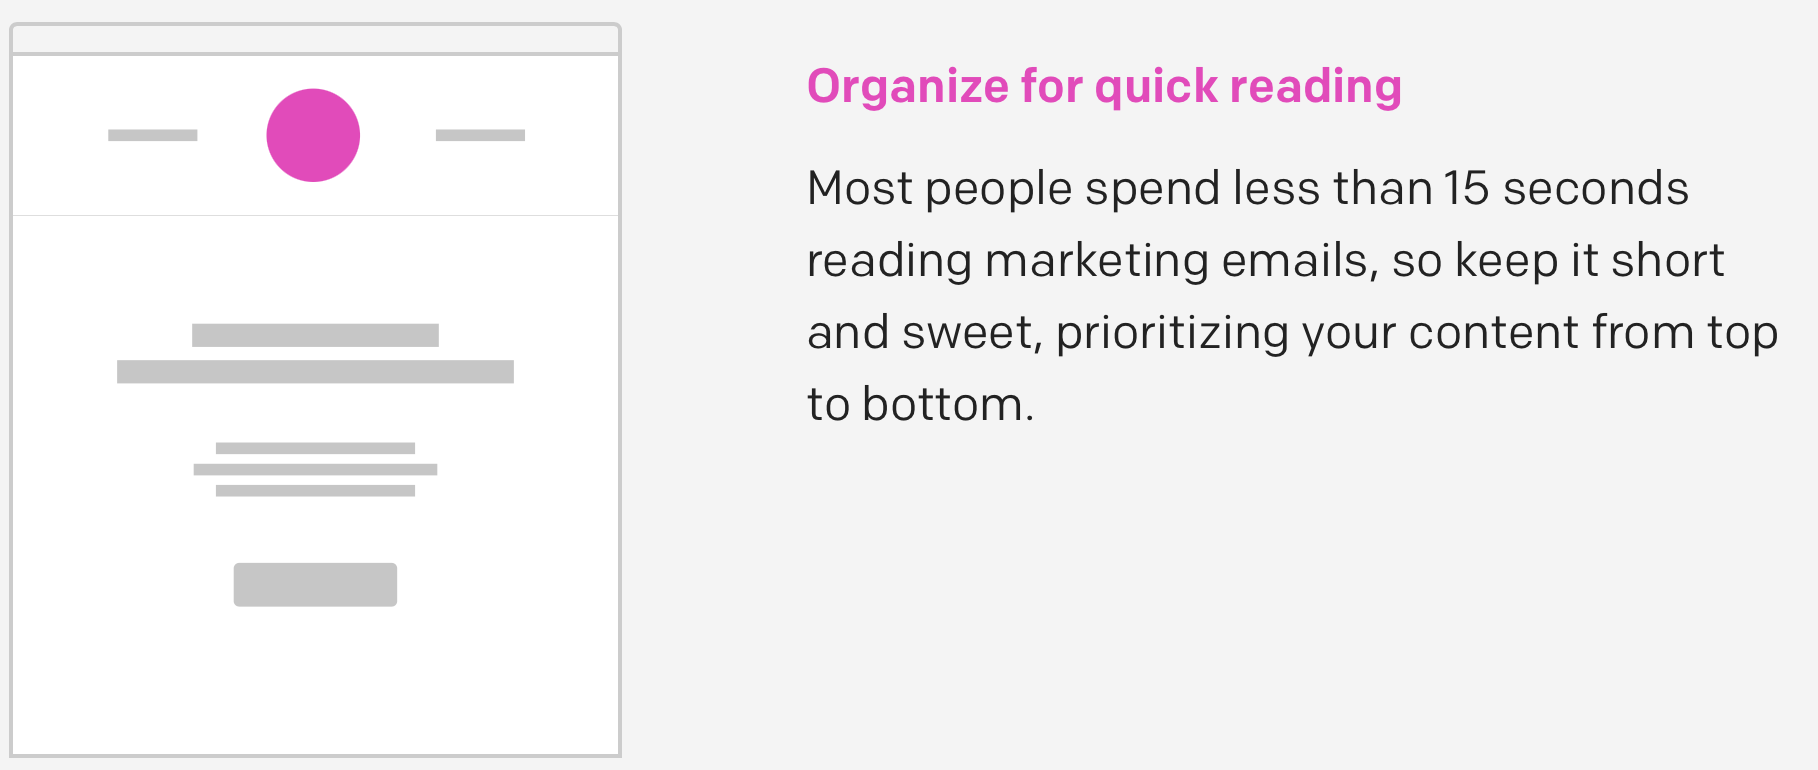 Organize for quick reading
Most people spend less than 15 seconds
reading marketing emails, so keep it short
and sweet, prioritizing your content from top
to bottom.